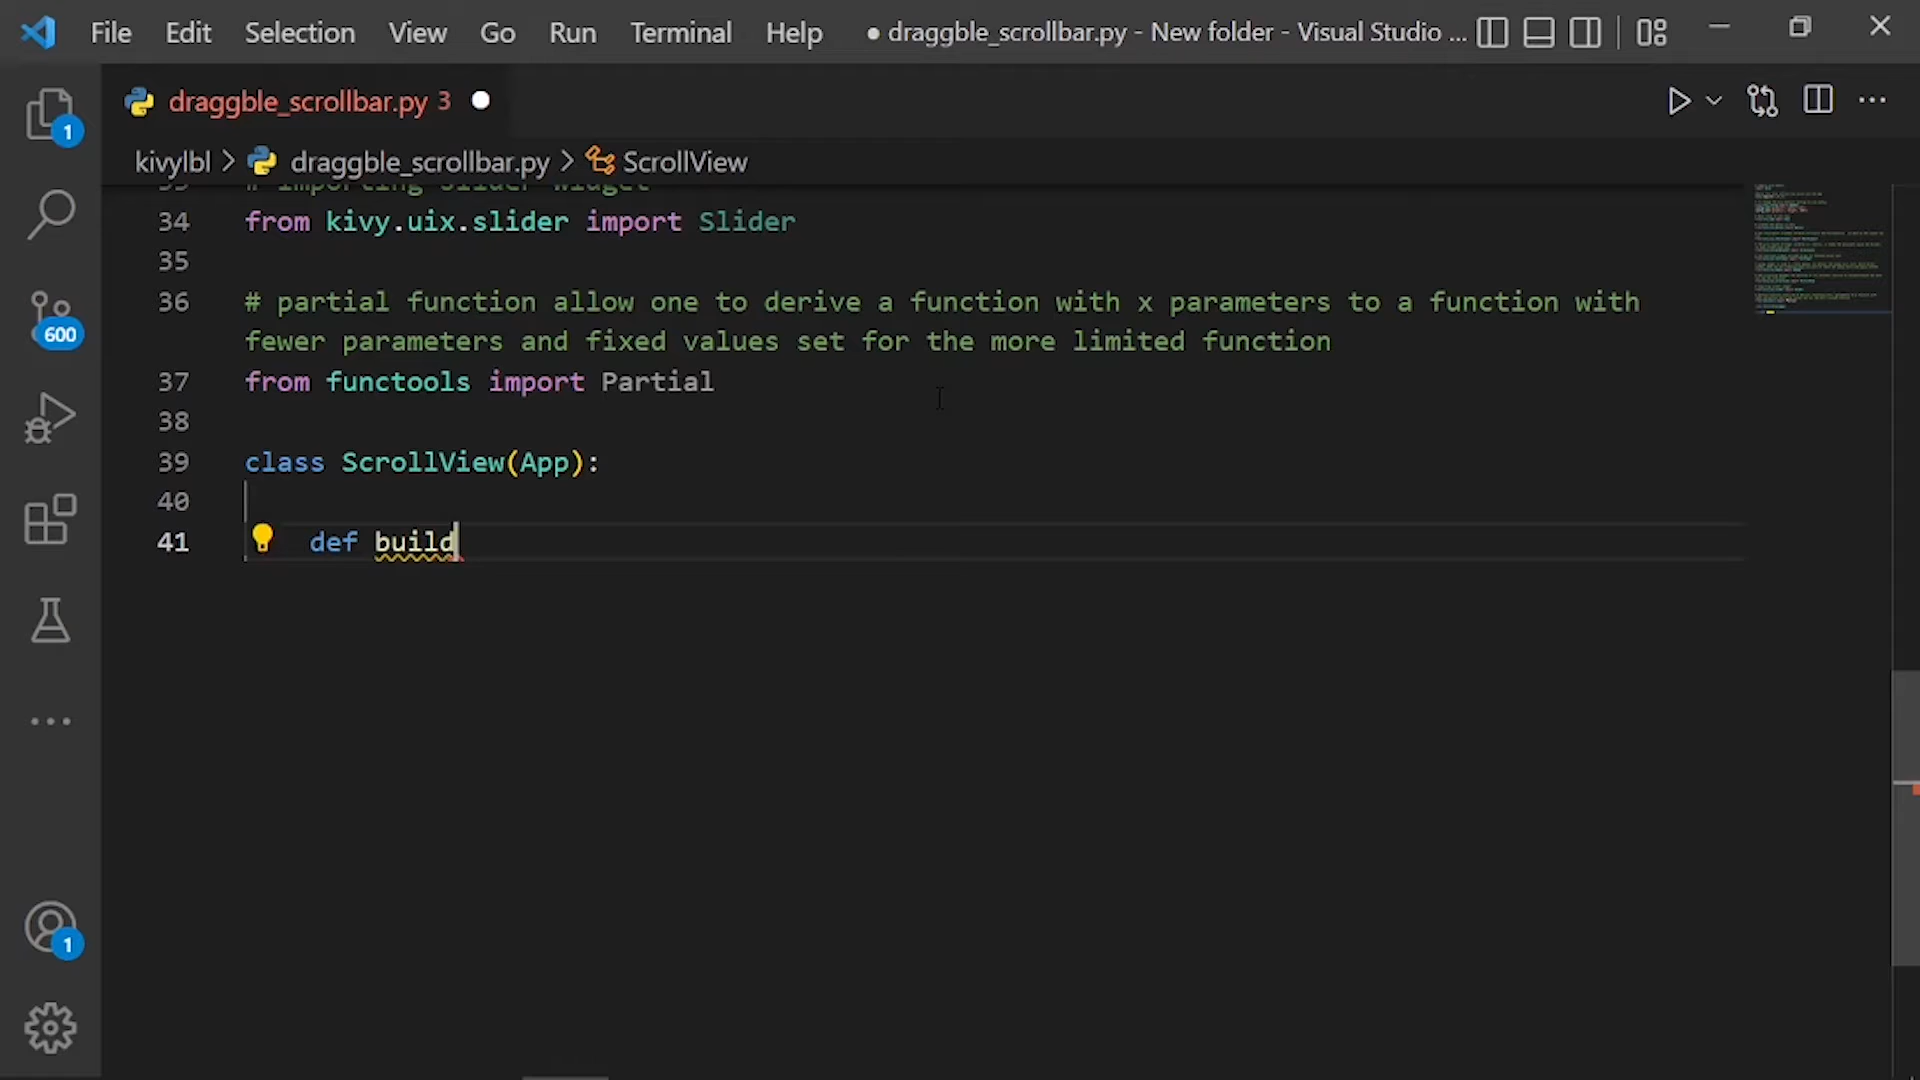 File Edit Selection View Go Run Terminal Help ● draggble_scrollbar.py - New folder - Visual Studio ...
draggble_scrollbar.py 3
kivylbl > draggble_scrollbar.py > ScrollView
# importing Slider widget
34 from kivy.uix.slider import Slider
35
36 # partial function allow one to derive a function with x parameters to a function with
fewer parameters and fixed values set for the more limited function
37 from functools import Partial
38
39 class ScrollView(App):
40
41 def build
1
600
1